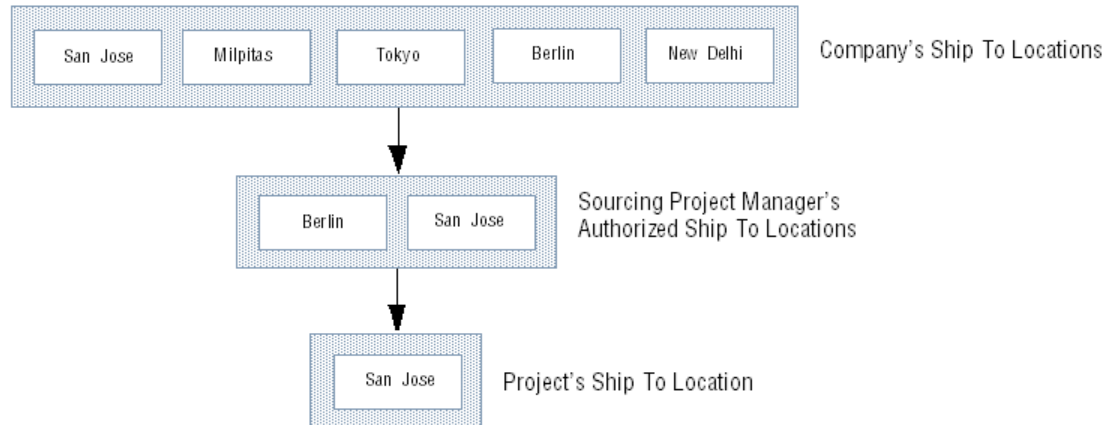 San Jose
Milpitas
Tokyo
Berlin
New Delhi
Company's Ship To Locations
Berlin
San Jose
Sourcing Project Manager's
Authorized Ship To Locations
San Jose
Project's Ship To Location